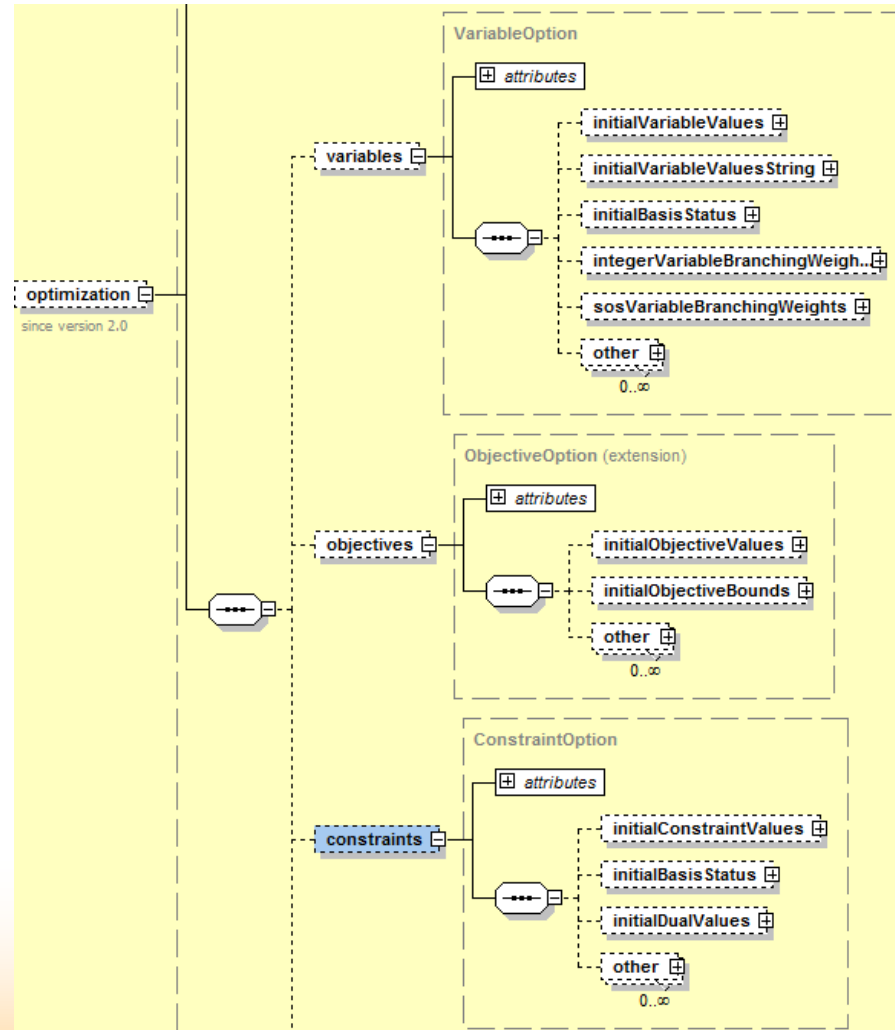 VariableOption
attributes
initialVariableValues
variables
initialVariableValuesString
initialBasisStatus
integerVariableBranchingWeigh...
optimization
sosVariableBranchingWeights
since version 2.0
other
0..∞
ObjectiveOption (extension)
attributes
objectives
initialObjectiveValues
initialObjectiveBounds
other
0..∞
ConstraintOption
attributes
initialConstraintValues
constraints
initialBasisStatus
initialDualValues
other
0..∞